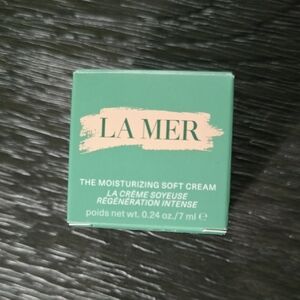 LA MER
THE MOISTURIZING SOFT CREAM
LA CRÈME SOYEUSE
RÉGÉNÉRATION INTENSE
poids net wt. 0.24 oz./7 ml ℮